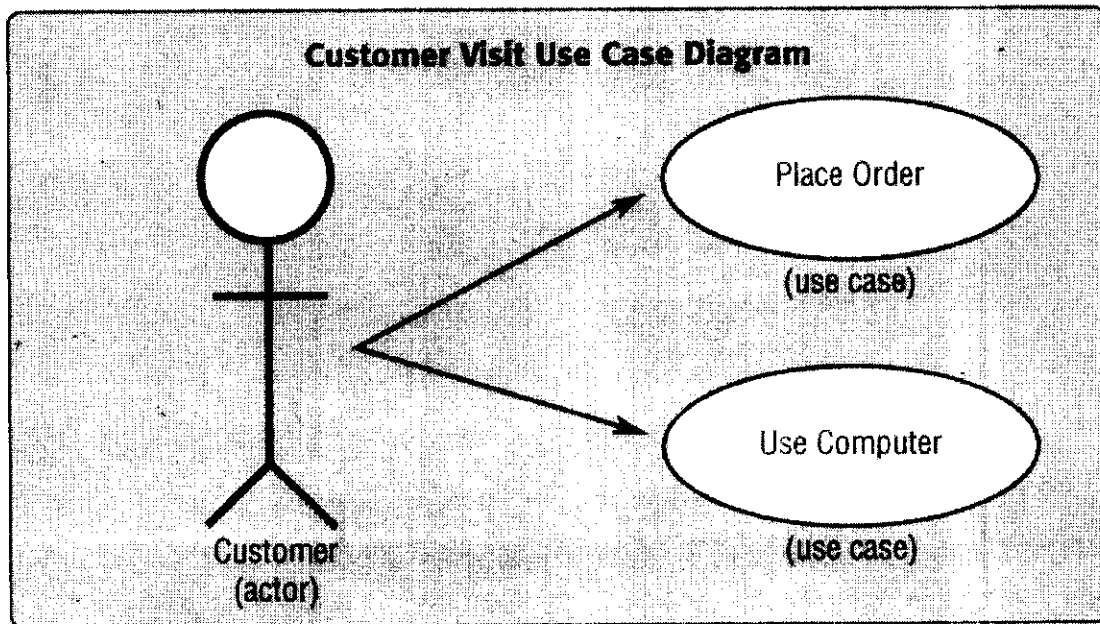 Customer Visit Use Case Diagram
Place Order
(use case)
Use Computer
(use case)
Customer
(actor)